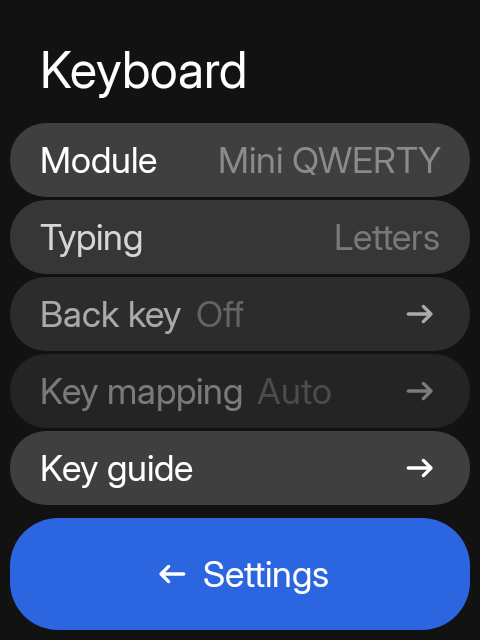 Keyboard
Module Mini QWERTY
Typing Letters
Back key Off →
Key mapping Auto →
Key guide →
← Settings